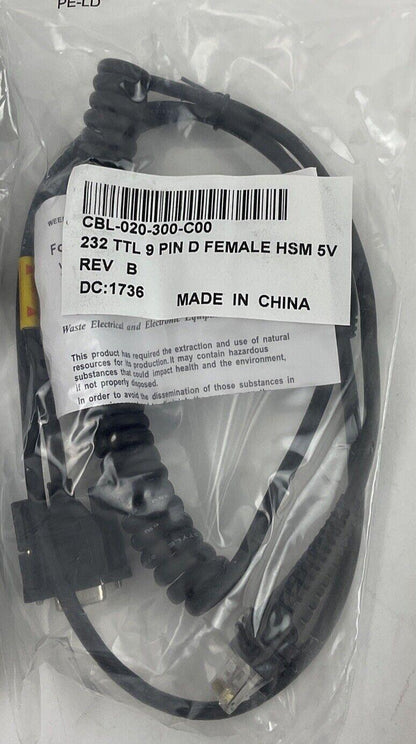 PE-LD
CBL-020-300-C00
232 TTL 9 PIN D FEMALE HSM 5V
REV B
DC:1736 MADE IN CHINA
Waste Electrical and Electronic
This product has required the extraction and use of natural
resources for its production. It may contain hazardous
substances that could impact health and the environment,
if not properly disposed.
In order to avoid the dissemination of those substances in